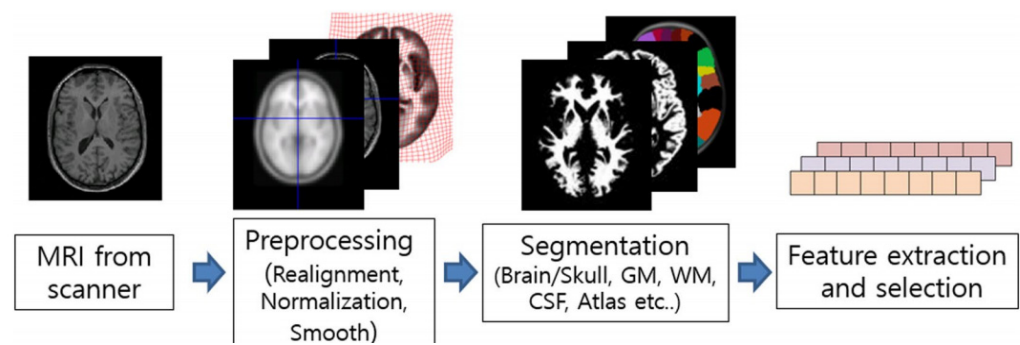 MRI from
scanner
Preprocessing
(Realignment,
Normalization,
Smooth)
Segmentation
(Brain/Skull, GM, WM,
CSF, Atlas etc..)
Feature extraction
and selection